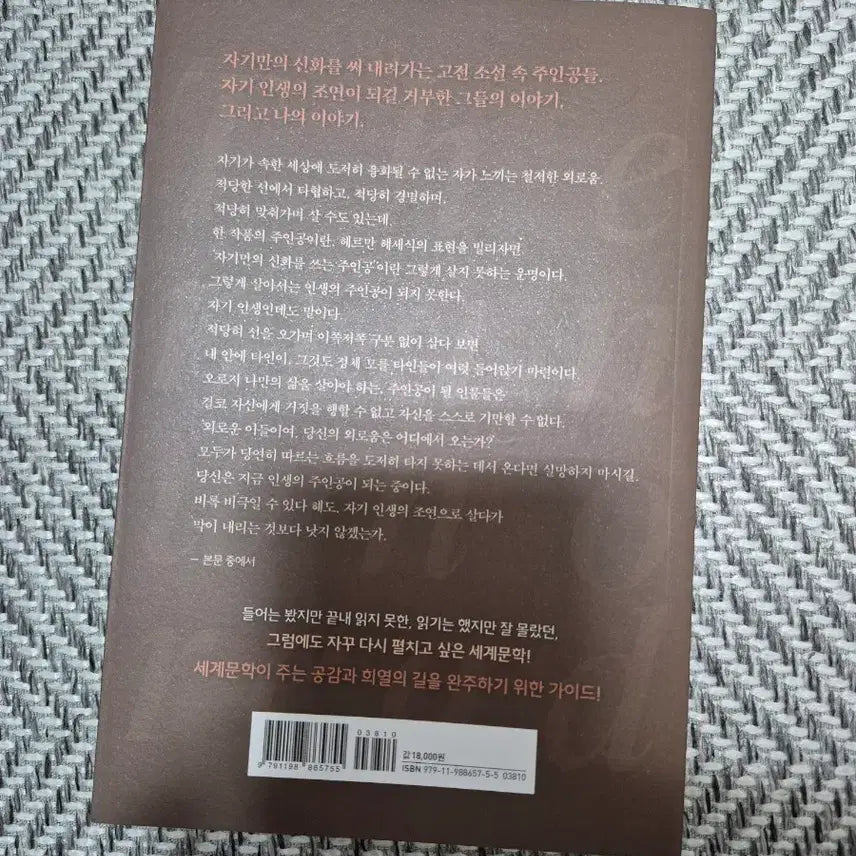 자기만의 신화를 써 내려가는 고전 소설 속 주인공들.
자기 인생의 조연이 되길 거부한 그들의 이야기,
그리고 나의 이야기.
자기가 속한 세상에 도저히 융화될 수 없는 자가 느끼는 철저한 외로움.
적당한 선에서 타협하고, 적당히 경멸하며,
적당히 맞춰가며 살 수도 있는데.
한 작품의 주인공이란, 헤르만 헤세식의 표현을 빌리자면
'자기만의 신화를 쓰는 주인공'이란 그렇게 살지 못하는 운명이다.
그렇게 살아서는 인생의 주인공이 되지 못한다.
자기 인생인데도 말이다.
적당히 선을 오가며 이쪽저쪽 구분 없이 살다 보면
내 안에 타인이, 그것도 정체 모를 타인들이 여럿 들어앉기 마련이다.
오로지 나만의 삶을 살아야 하는, 주인공이 될 인물들은
결코 자신에게 거짓을 행할 수 없고 자신을 스스로 기만할 수 없다.
'외로운 아들이여, 당신의 외로움은 어디에서 오는가?'
모두가 당연히 따르는 흐름을 도저히 타지 못하는 데서 온다면 실망하지 마시길.
당신은 지금 인생의 주인공이 되는 중이다.
비록 비극일 수 있다 해도, 자기 인생의 조연으로 살다가
막이 내리는 것보다 낫지 않겠는가.
— 본문 중에서
들어는 봤지만 끝내 읽지 못한, 읽기는 했지만 잘 몰랐던,
그럼에도 자꾸 다시 펼치고 싶은 세계문학!
세계문학이 주는 공감과 희열의 길을 완주하기 위한 가이드!
03810
값 18,000원
ISBN 979-11-988657-5-5 03810
9 791198 865755